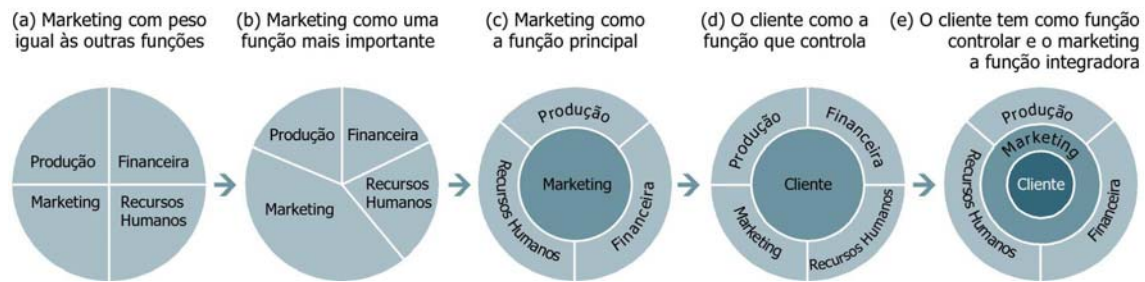 (a) Marketing com peso
igual às outras funções
(b) Marketing como uma
função mais importante
(c) Marketing como
a função principal
(d) O cliente como a
função que controla
(e) O cliente tem como função
controlar e o marketing
a função integradora
Produção
Financeira
Marketing
Recursos
Humanos
Produção
Financeira
Recursos
Humanos
Marketing
Produção
Recursos Humanos
Marketing
Financeira
Produção
Financeira
Cliente
Marketing
Recursos Humanos
Produção
Marketing
Cliente
Recursos Humanos
Financeira